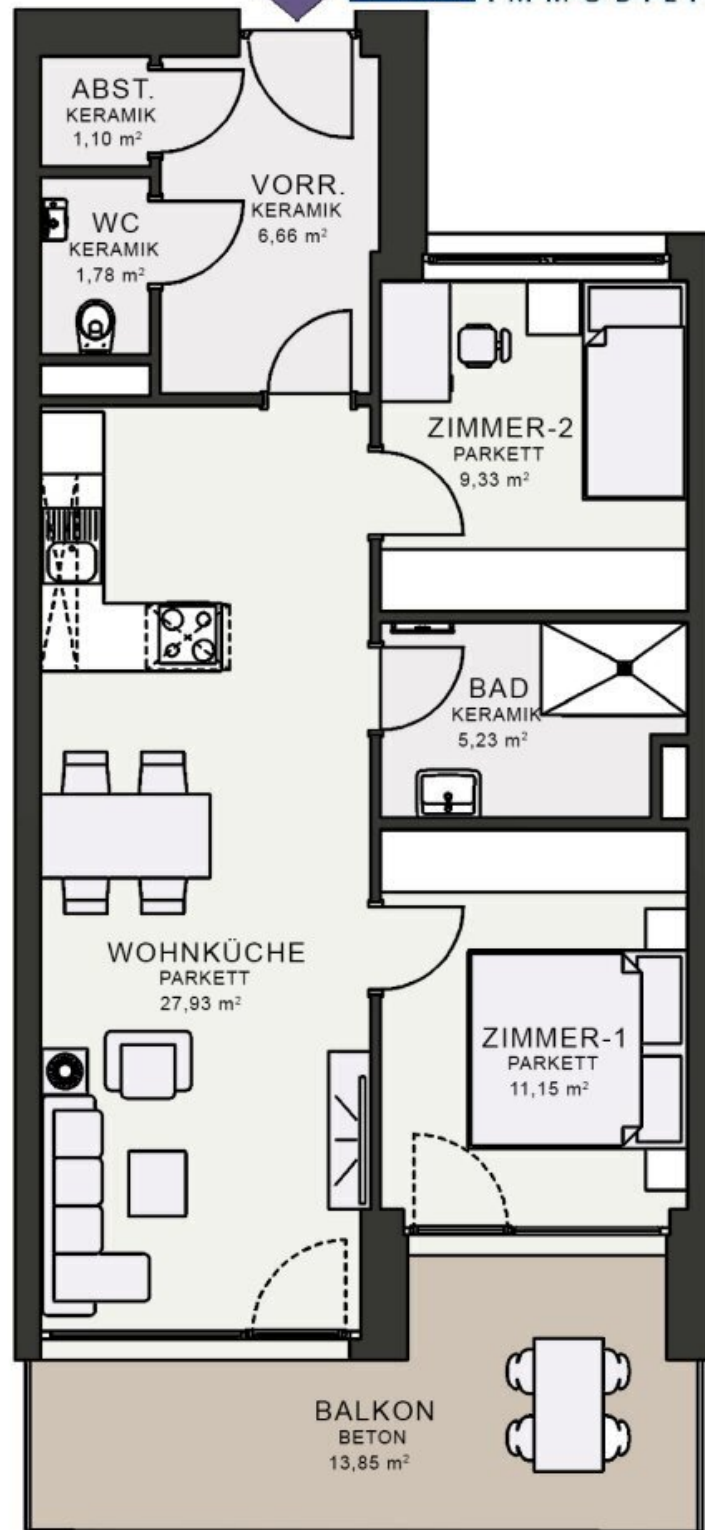 ABST.
KERAMIK
1,10 m²
VORR.
KERAMIK
6,66 m²
WC
KERAMIK
1,78 m²
ZIMMER-2
PARKETT
9,33 m²
BAD
KERAMIK
5,23 m²
WOHNKÜCHE
PARKETT
27,93 m²
ZIMMER-1
PARKETT
11,15 m²
BALKON
BETON
13,85 m²